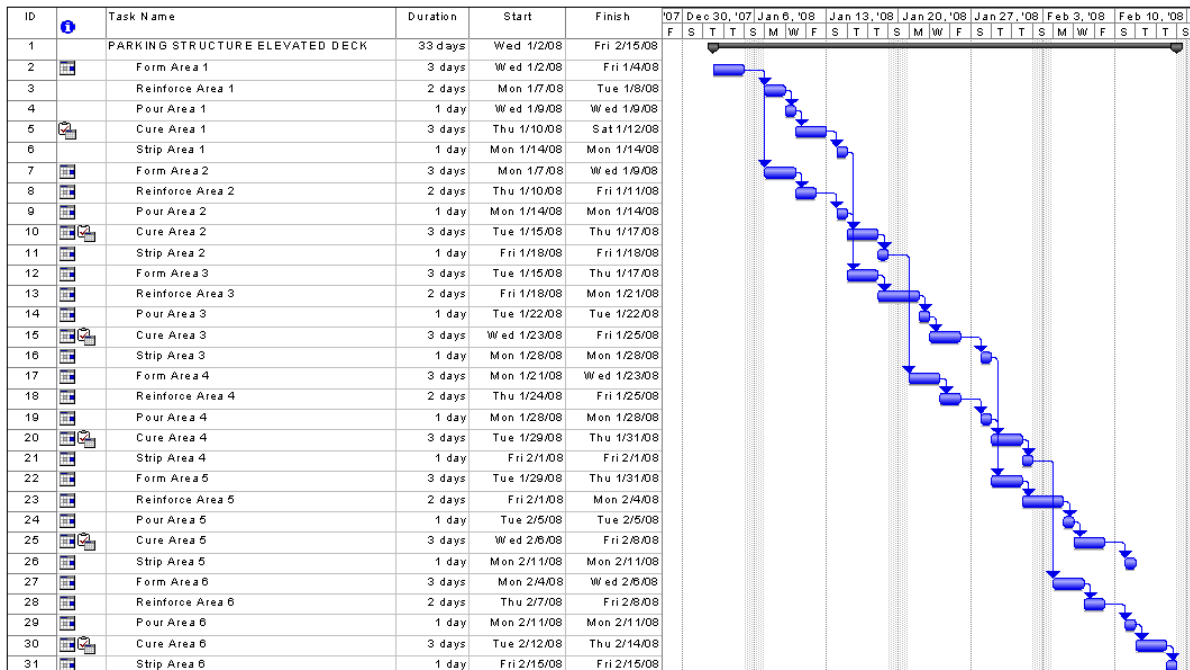 ID Task Name Duration Start Finish '07 Dec 30, '07 Jan 6, '08 Jan 13, '08 Jan 20, '08 Jan 27, '08 Feb 3, '08 Feb 10, '08
F S T T S M W F S T T S M W F S T T S M W F S T T S
1 PARKING STRUCTURE ELEVATED DECK 33 days Wed 1/2/08 Fri 2/15/08
2 Form Area 1 3 days Wed 1/2/08 Fri 1/4/08
3 Reinforce Area 1 2 days Mon 1/7/08 Tue 1/8/08
4 Pour Area 1 1 day Wed 1/9/08 Wed 1/9/08
5 Cure Area 1 3 days Thu 1/10/08 Sat 1/12/08
6 Strip Area 1 1 day Mon 1/14/08 Mon 1/14/08
7 Form Area 2 3 days Mon 1/7/08 Wed 1/9/08
8 Reinforce Area 2 2 days Thu 1/10/08 Fri 1/11/08
9 Pour Area 2 1 day Mon 1/14/08 Mon 1/14/08
10 Cure Area 2 3 days Tue 1/15/08 Thu 1/17/08
11 Strip Area 2 1 day Fri 1/18/08 Fri 1/18/08
12 Form Area 3 3 days Tue 1/15/08 Thu 1/17/08
13 Reinforce Area 3 2 days Fri 1/18/08 Mon 1/21/08
14 Pour Area 3 1 day Tue 1/22/08 Tue 1/22/08
15 Cure Area 3 3 days Wed 1/23/08 Fri 1/25/08
16 Strip Area 3 1 day Mon 1/28/08 Mon 1/28/08
17 Form Area 4 3 days Mon 1/21/08 Wed 1/23/08
18 Reinforce Area 4 2 days Thu 1/24/08 Fri 1/25/08
19 Pour Area 4 1 day Mon 1/28/08 Mon 1/28/08
20 Cure Area 4 3 days Tue 1/29/08 Thu 1/31/08
21 Strip Area 4 1 day Fri 2/1/08 Fri 2/1/08
22 Form Area 5 3 days Tue 1/29/08 Thu 1/31/08
23 Reinforce Area 5 2 days Fri 2/1/08 Mon 2/4/08
24 Pour Area 5 1 day Tue 2/5/08 Tue 2/5/08
25 Cure Area 5 3 days Wed 2/6/08 Fri 2/8/08
26 Strip Area 5 1 day Mon 2/11/08 Mon 2/11/08
27 Form Area 6 3 days Mon 2/4/08 Wed 2/6/08
28 Reinforce Area 6 2 days Thu 2/7/08 Fri 2/8/08
29 Pour Area 6 1 day Mon 2/11/08 Mon 2/11/08
30 Cure Area 6 3 days Tue 2/12/08 Thu 2/14/08
31 Strip Area 6 1 day Fri 2/15/08 Fri 2/15/08